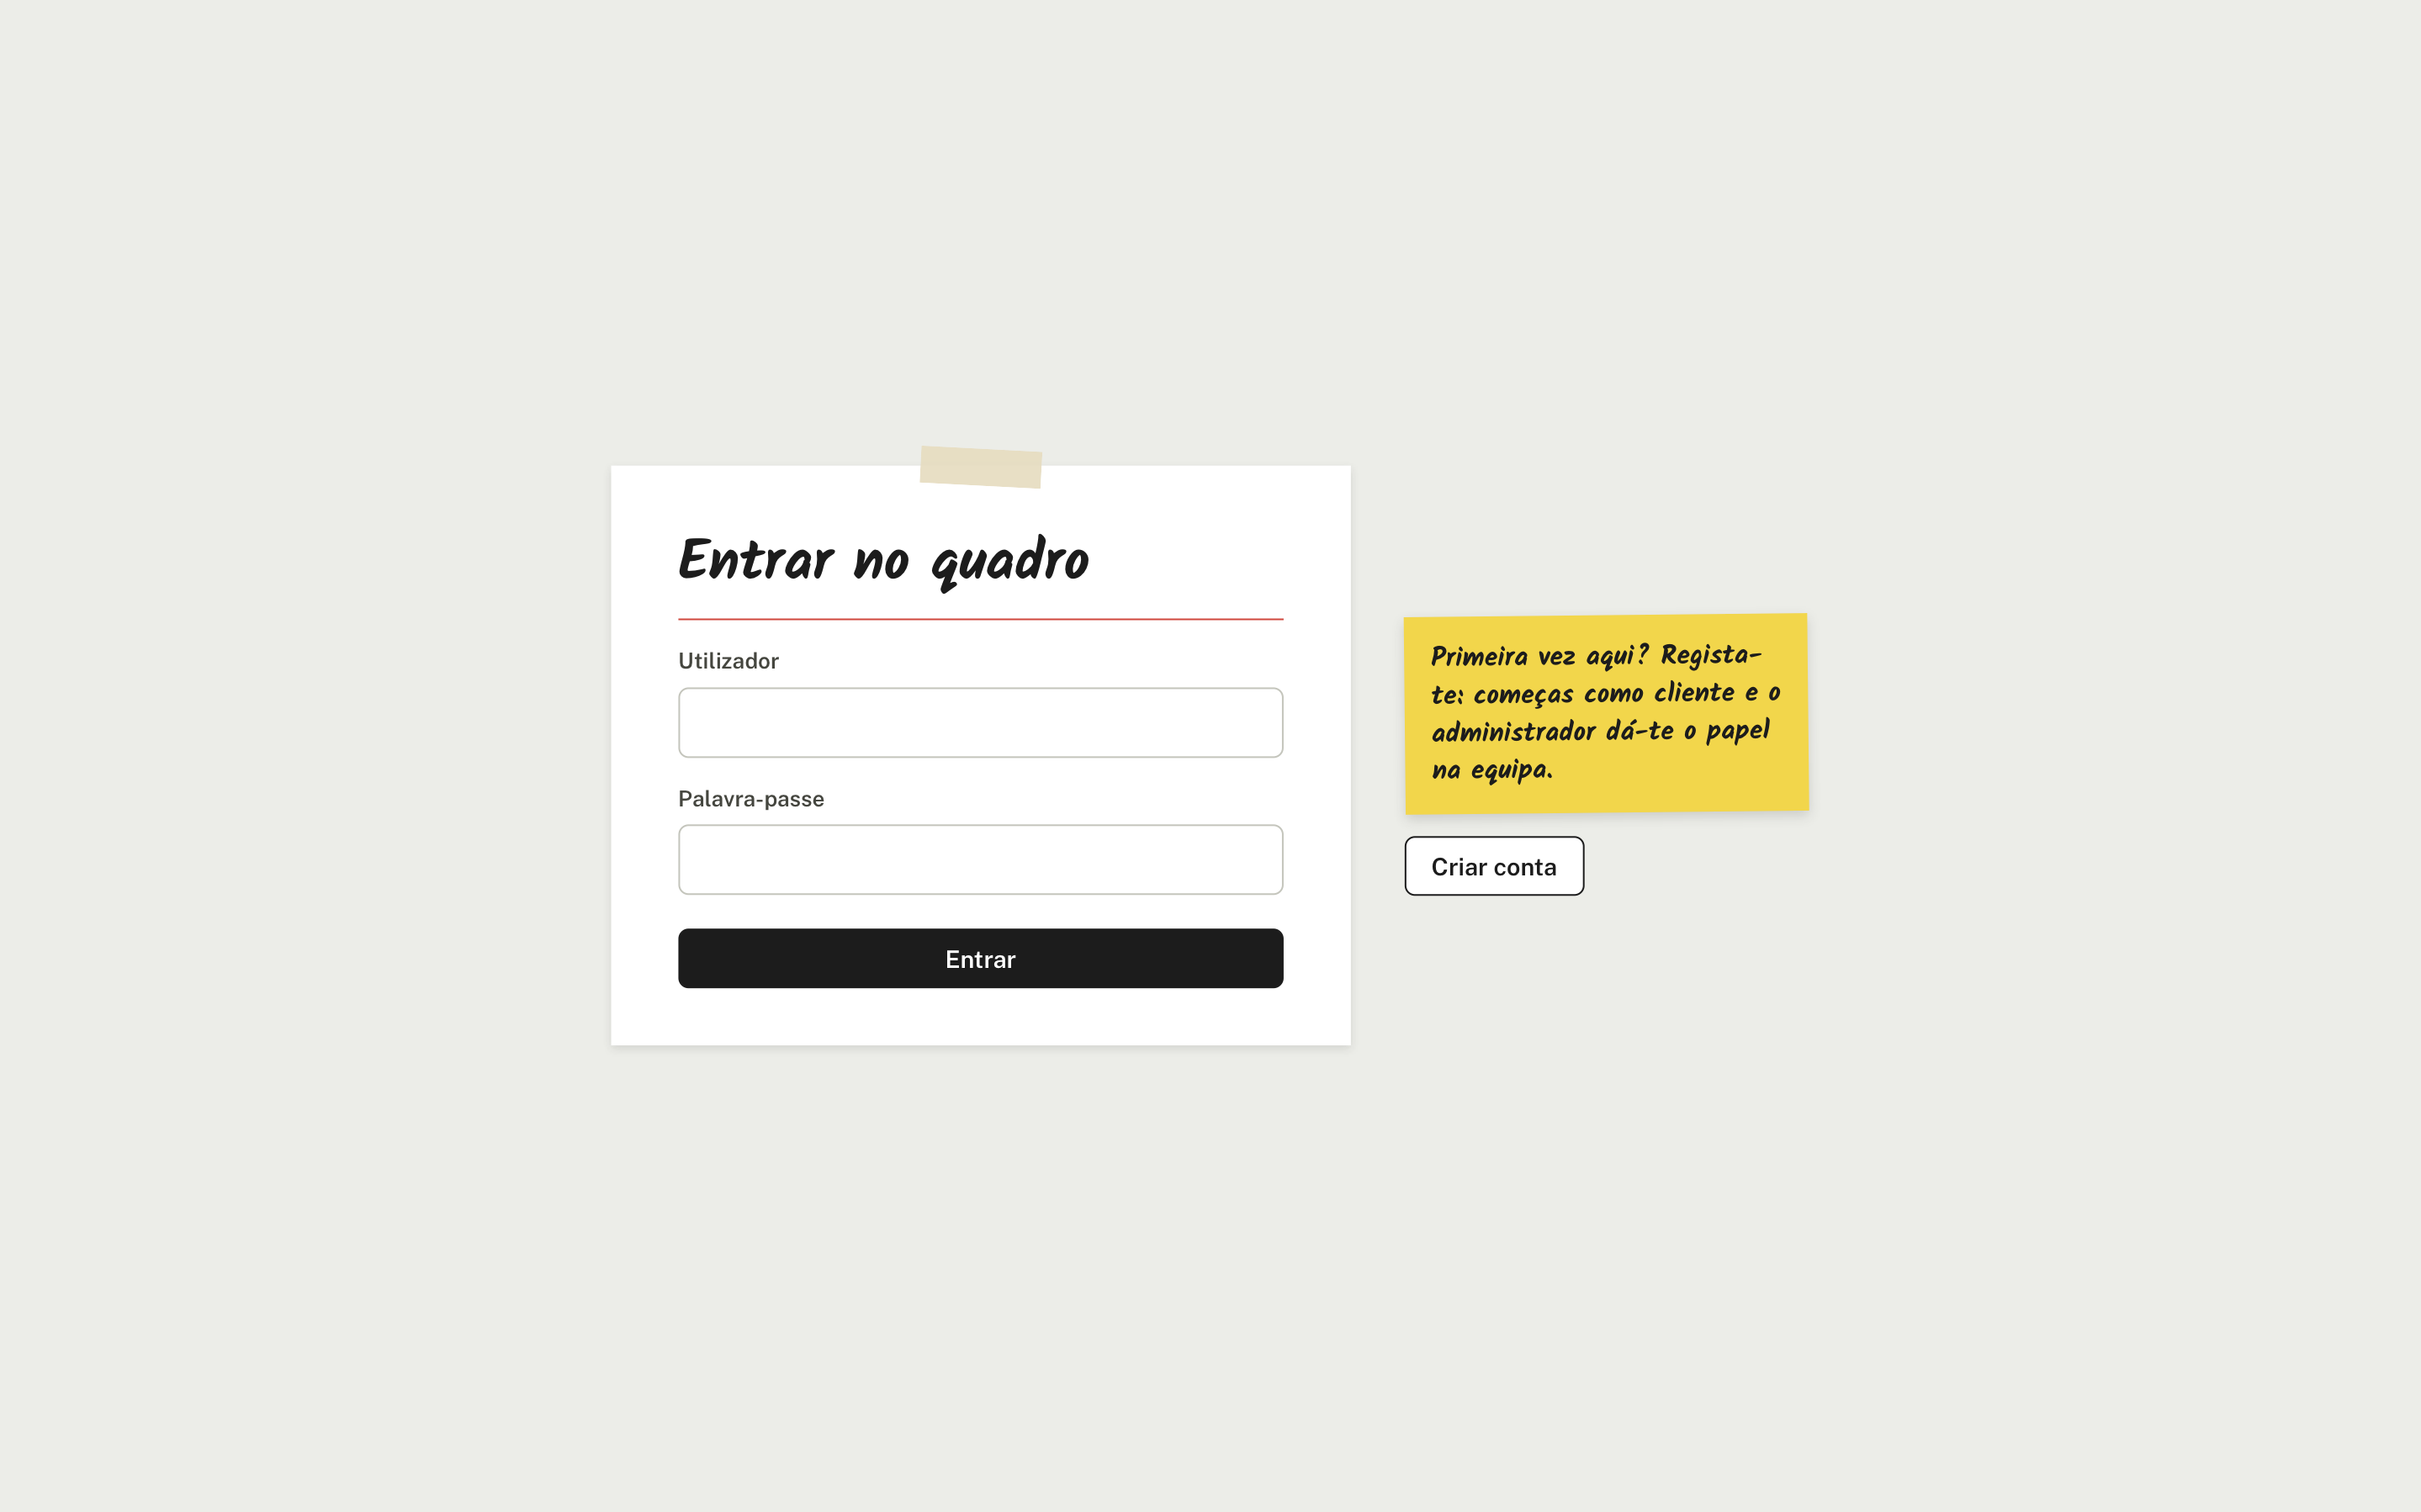 Entrar no quadro
Utilizador
Palavra-passe
Entrar
Primeira vez aqui? Regista-
te: começas como cliente e o
administrador dá-te o papel
na equipa.
Criar conta